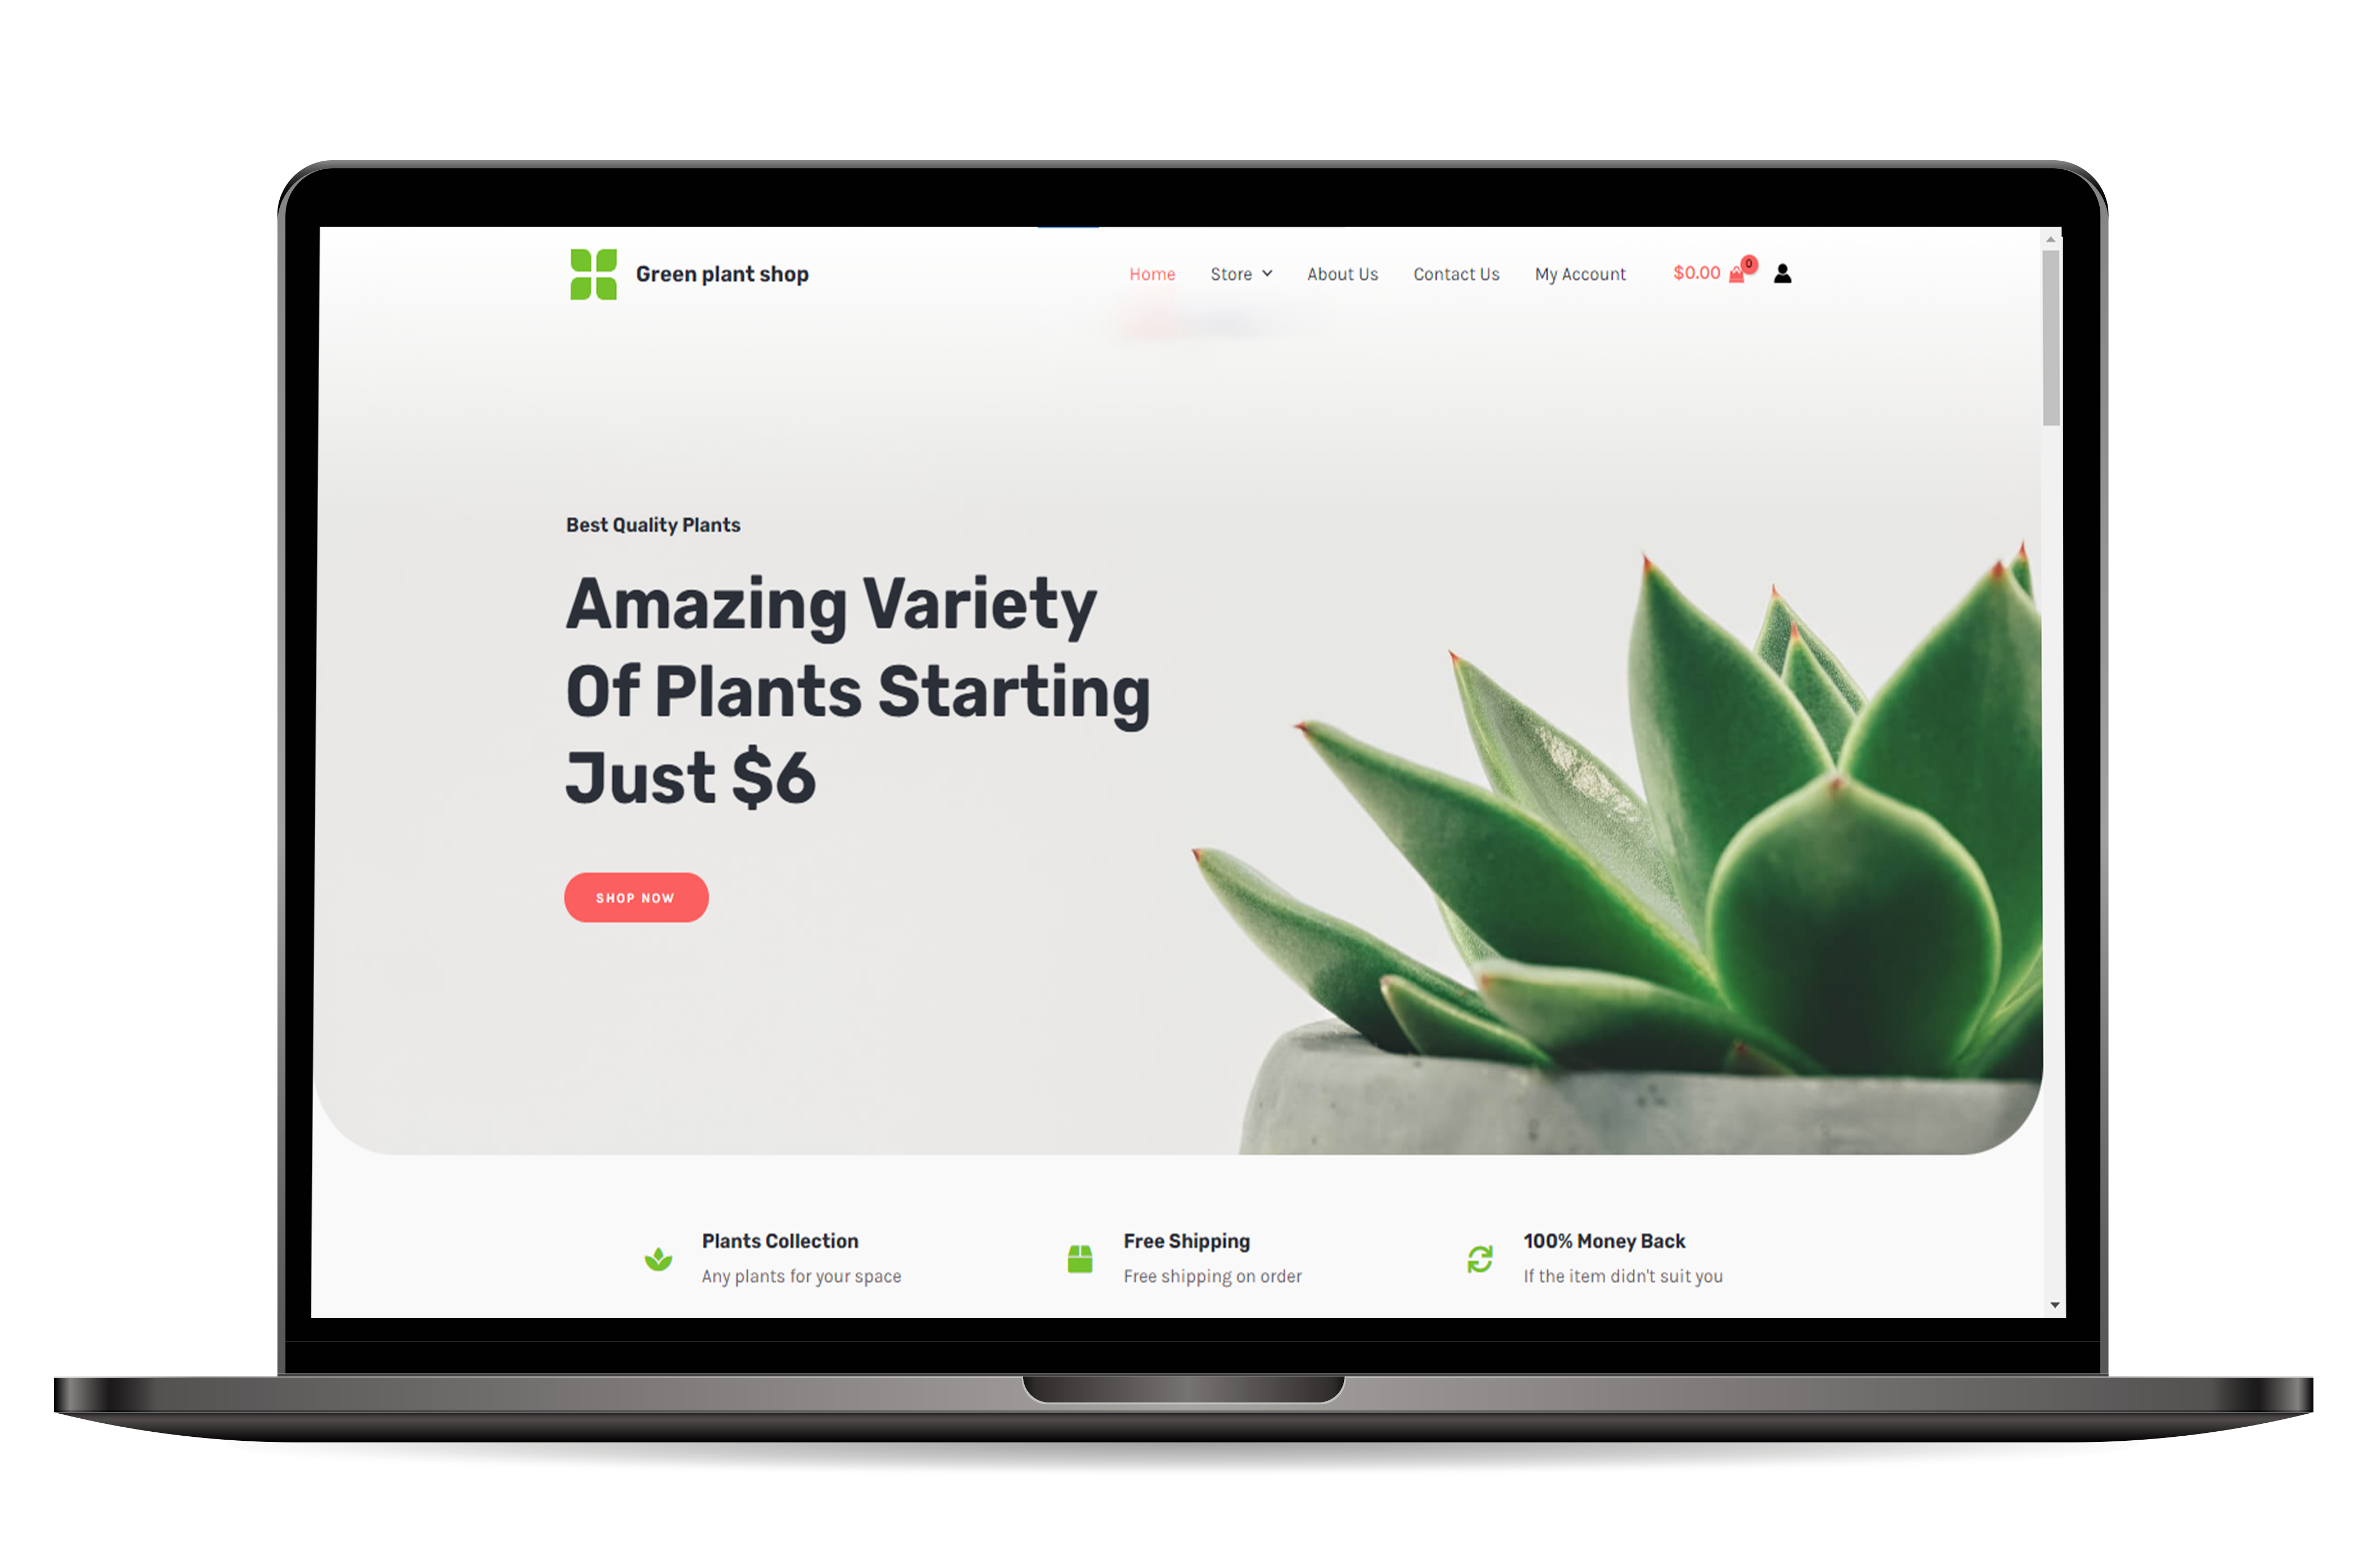 Green plant shop
Home Store About Us Contact Us My Account $0.00 0
Best Quality Plants
Amazing Variety
Of Plants Starting
Just $6
SHOP NOW
Plants Collection
Any plants for your space
Free Shipping
Free shipping on order
100% Money Back
If the item didn't suit you